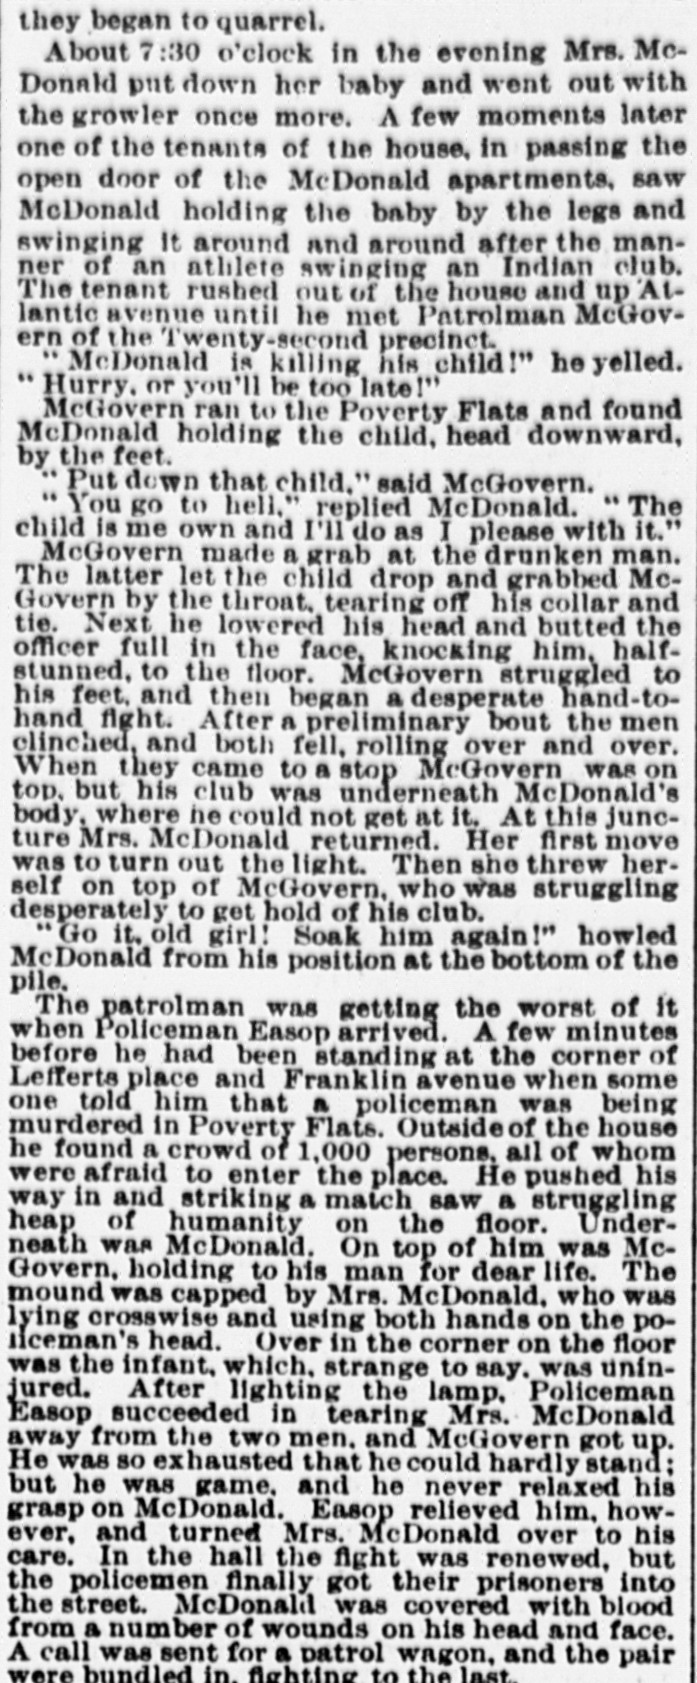 they began to quarrel.
About 7:30 o'clock in the evening Mrs. Mc-
Donald put down her baby and went out with
the growler once more. A few moments later
one of the tenants of the house, in passing the
open door of the McDonald apartments, saw
McDonald holding the baby by the legs and
swinging it around and around after the man-
ner of an athlete swinging an Indian club.
The tenant rushed out of the house and up At-
lantic avenue until he met Patrolman McGov-
ern of the Twenty-second precinct.
"McDonald is killing his child!" he yelled.
"Hurry, or you'll be too late!"
McGovern ran to the Poverty Flats and found
McDonald holding the child, head downward,
by the feet.
"Put down that child," said McGovern.
"You go to hell," replied McDonald. "The
child is me own and I'll do as I please with it."
McGovern made a grab at the drunken man.
The latter let the child drop and grabbed Mc-
Govern by the throat, tearing off his collar and
tie. Next he lowered his head and butted the
officer full in the face, knocking him, half-
stunned, to the floor. McGovern struggled to
his feet, and then began a desperate hand-to-
hand fight. After a preliminary bout the men
clinched, and both fell, rolling over and over.
When they came to a stop McGovern was on
top, but his club was underneath McDonald's
body, where he could not get at it. At this junc-
ture Mrs. McDonald returned. Her first move
was to turn out the light. Then she threw her-
self on top of McGovern, who was struggling
desperately to get hold of his club.
"Go it, old girl! Soak him again!" howled
McDonald from his position at the bottom of the
pile.
The patrolman was getting the worst of it
when Policeman Easop arrived. A few minutes
before he had been standing at the corner of
Lefferts place and Franklin avenue when some
one told him that a policeman was being
murdered in Poverty Flats. Outside of the house
he found a crowd of 1,000 persons, all of whom
were afraid to enter the place. He pushed his
way in and striking a match saw a struggling
heap of humanity on the floor. Under-
neath was McDonald. On top of him was Mc-
Govern, holding to his man for dear life. The
mound was capped by Mrs. McDonald, who was
lying crosswise and using both hands on the po-
liceman's head. Over in the corner on the floor
was the infant, which, strange to say, was unin-
jured. After lighting the lamp, Policeman
Easop succeeded in tearing Mrs. McDonald
away from the two men, and McGovern got up.
He was so exhausted that he could hardly stand;
but he was game, and he never relaxed his
grasp on McDonald. Easop relieved him, how-
ever, and turned Mrs. McDonald over to his
care. In the hall the fight was renewed, but
the policemen finally got their prisoners into
the street. McDonald was covered with blood
from a number of wounds on his head and face.
A call was sent for a patrol wagon, and the pair
were bundled in, fighting to the last.